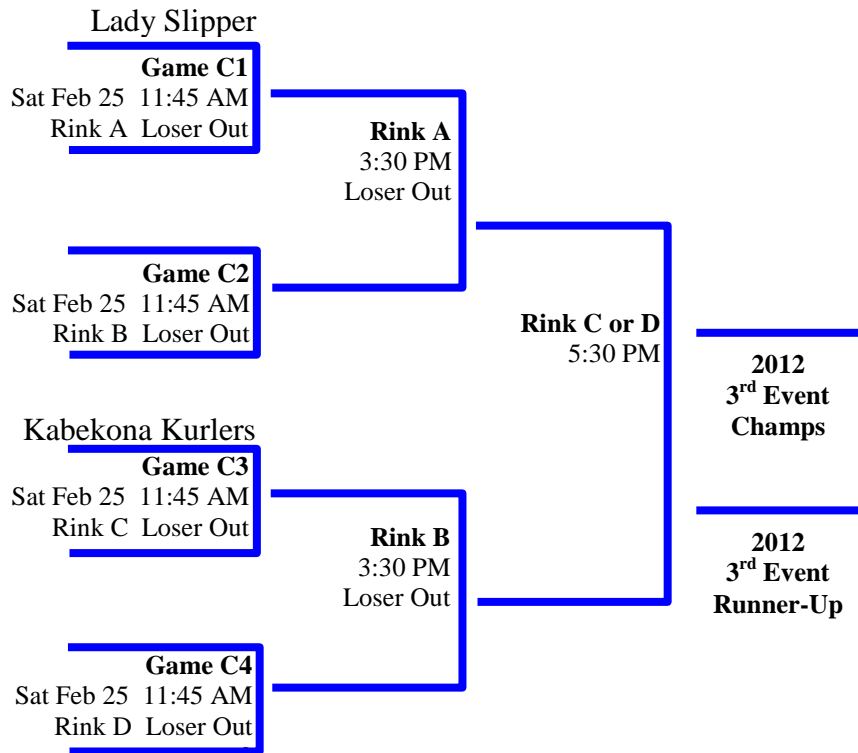 Lady Slipper
Game C1
Sat Feb 25 11:45 AM
Rink A Loser Out
Rink A
3:30 PM
Loser Out
Game C2
Sat Feb 25 11:45 AM
Rink B Loser Out
Rink C or D
5:30 PM
2012
3rd Event
Champs
Kabekona Kurlers
Game C3
Sat Feb 25 11:45 AM
Rink C Loser Out
Rink B
3:30 PM
Loser Out
2012
3rd Event
Runner-Up
Game C4
Sat Feb 25 11:45 AM
Rink D Loser Out